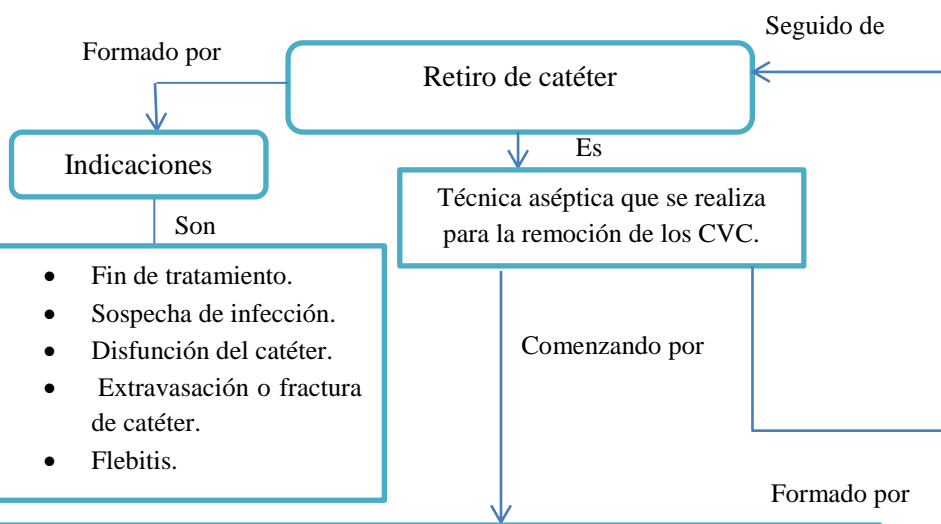 Seguido de
Formado por
Retiro de catéter
Es
Indicaciones
Técnica aséptica que se realiza
para la remoción de los CVC.
Son
• Fin de tratamiento.
• Sospecha de infección.
• Disfunción del catéter.
• Extravasación o fractura
de catéter.
• Flebitis.
Comenzando por
Formado por